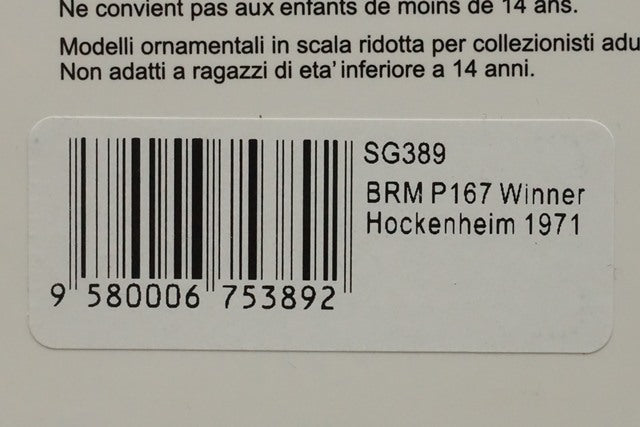 Ne convient pas aux enfants de moins de 14 ans.
Modelli ornamentali in scala ridotta per collezionisti adu
Non adatti a ragazzi di eta' inferiore a 14 anni.
SG389
BRM P167 Winner
Hockenheim 1971
9 580006 753892